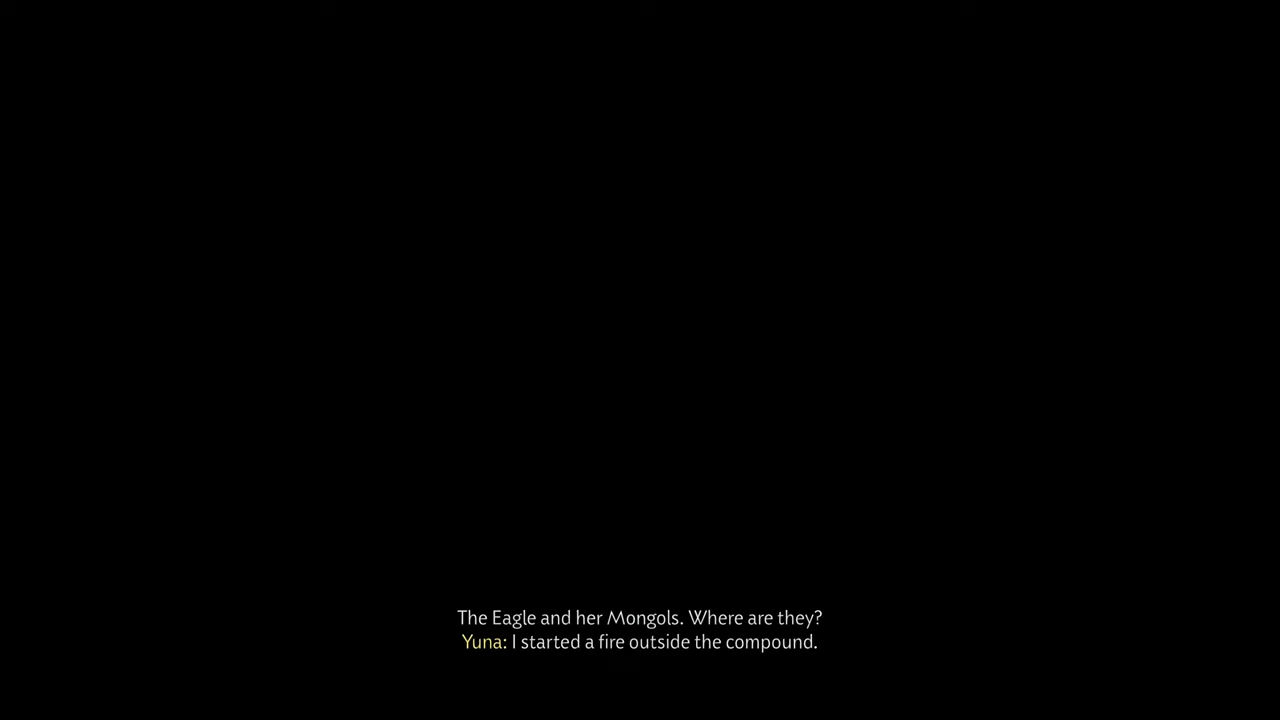 The Eagle and her Mongols. Where are they?
Yuna: I started a fire outside the compound.